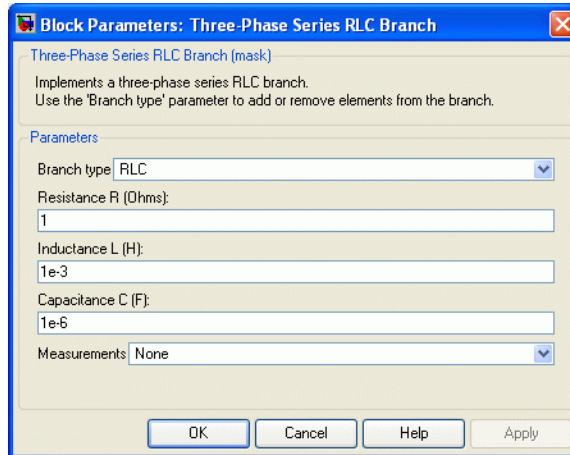 Block Parameters: Three-Phase Series RLC Branch
Three-Phase Series RLC Branch (mask)
Implements a three-phase series RLC branch.
Use the 'Branch type' parameter to add or remove elements from the branch.
Parameters
Branch type RLC
Resistance R (Ohms):
1
Inductance L (H):
1e-3
Capacitance C (F):
1e-6
Measurements None
OK Cancel Help Apply